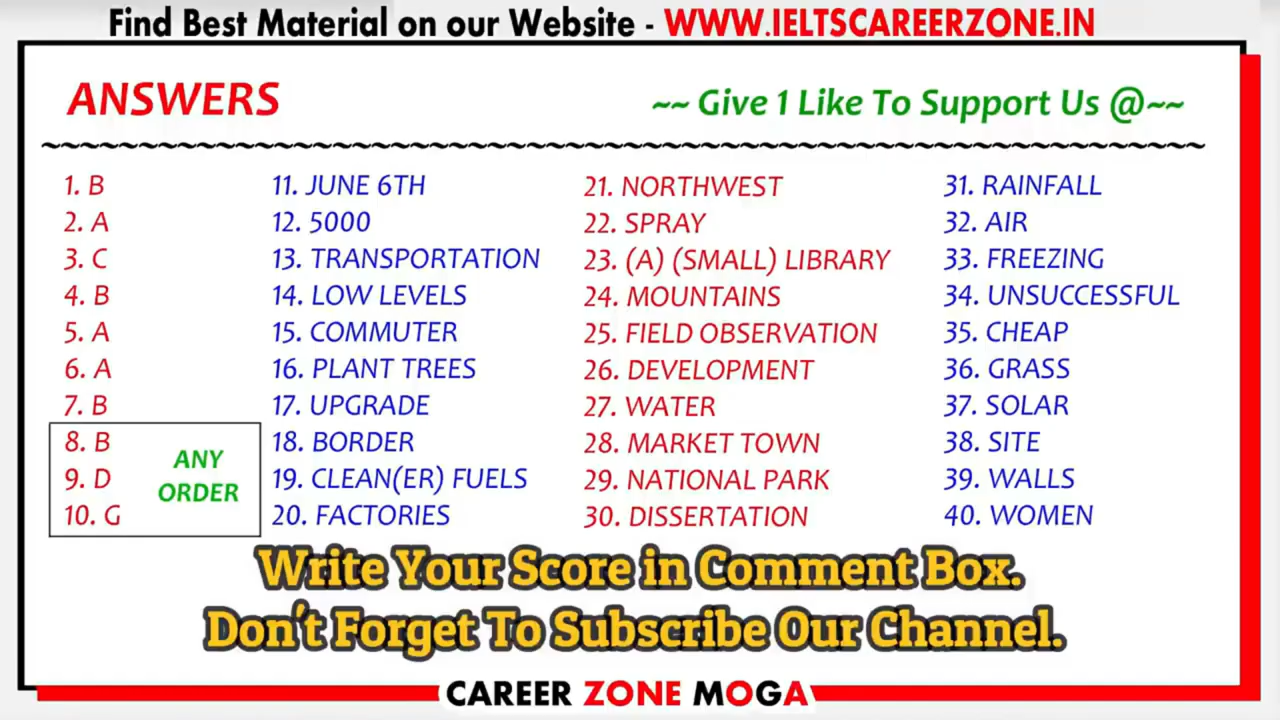 Find Best Material on our Website - WWW.IELTSCAREERZONE.IN
ANSWERS
~~ Give 1 Like To Support Us @~~
1. B
2. A
3. C
4. B
5. A
6. A
7. B
8. B
9. D
10. G
ANY
ORDER
11. JUNE 6TH
12. 5000
13. TRANSPORTATION
14. LOW LEVELS
15. COMMUTER
16. PLANT TREES
17. UPGRADE
18. BORDER
19. CLEAN(ER) FUELS
20. FACTORIES
21. NORTHWEST
22. SPRAY
23. (A) (SMALL) LIBRARY
24. MOUNTAINS
25. FIELD OBSERVATION
26. DEVELOPMENT
27. WATER
28. MARKET TOWN
29. NATIONAL PARK
30. DISSERTATION
31. RAINFALL
32. AIR
33. FREEZING
34. UNSUCCESSFUL
35. CHEAP
36. GRASS
37. SOLAR
38. SITE
39. WALLS
40. WOMEN
Write Your Score in Comment Box.
Don't Forget To Subscribe Our Channel.
CAREER ZONE MOGA